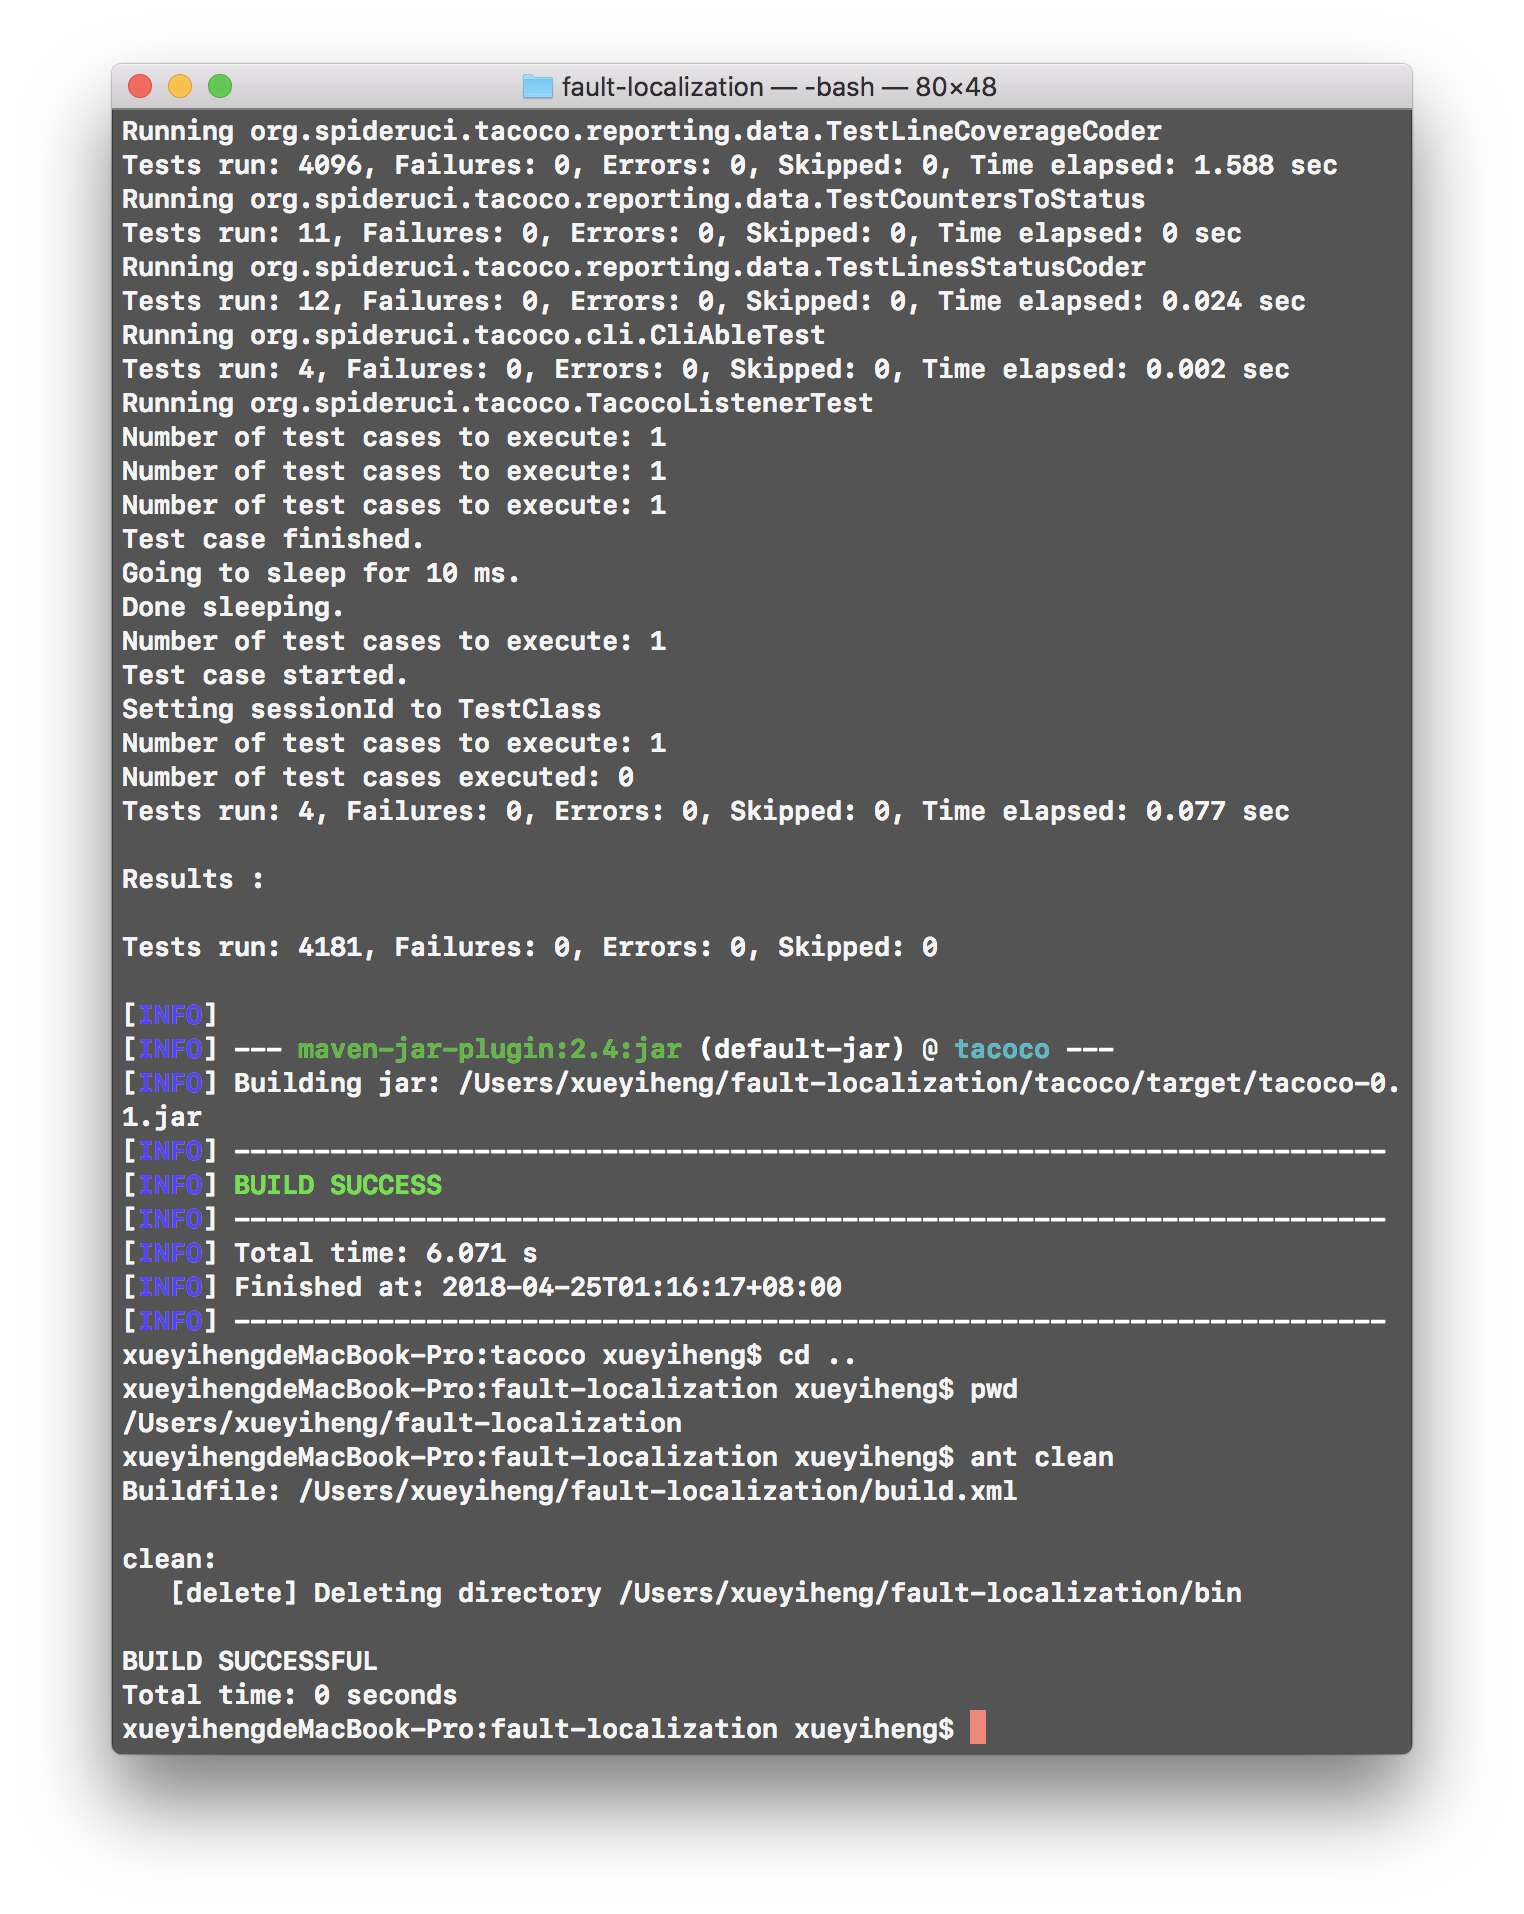 fault-localization — -bash — 80×48
Running org.spideruci.tacoco.reporting.data.TestLineCoverageCoder
Tests run: 4096, Failures: 0, Errors: 0, Skipped: 0, Time elapsed: 1.588 sec
Running org.spideruci.tacoco.reporting.data.TestCountersToStatus
Tests run: 11, Failures: 0, Errors: 0, Skipped: 0, Time elapsed: 0 sec
Running org.spideruci.tacoco.reporting.data.TestLinesStatusCoder
Tests run: 12, Failures: 0, Errors: 0, Skipped: 0, Time elapsed: 0.024 sec
Running org.spideruci.tacoco.cli.CliAbleTest
Tests run: 4, Failures: 0, Errors: 0, Skipped: 0, Time elapsed: 0.002 sec
Running org.spideruci.tacoco.TacocoListenerTest
Number of test cases to execute: 1
Number of test cases to execute: 1
Number of test cases to execute: 1
Test case finished.
Going to sleep for 10 ms.
Done sleeping.
Number of test cases to execute: 1
Test case started.
Setting sessionId to TestClass
Number of test cases to execute: 1
Number of test cases executed: 0
Tests run: 4, Failures: 0, Errors: 0, Skipped: 0, Time elapsed: 0.077 sec
Results :
Tests run: 4181, Failures: 0, Errors: 0, Skipped: 0
[INFO]
[INFO] --- maven-jar-plugin:2.4:jar (default-jar) @ tacoco ---
[INFO] Building jar: /Users/xueyiheng/fault-localization/tacoco/target/tacoco-0.
1.jar
[INFO] ------------------------------------------------------------------------
[INFO] BUILD SUCCESS
[INFO] ------------------------------------------------------------------------
[INFO] Total time: 6.071 s
[INFO] Finished at: 2018-04-25T01:16:17+08:00
[INFO] ------------------------------------------------------------------------
xueyihengdeMacBook-Pro:tacoco xueyiheng$ cd ..
xueyihengdeMacBook-Pro:fault-localization xueyiheng$ pwd
/Users/xueyiheng/fault-localization
xueyihengdeMacBook-Pro:fault-localization xueyiheng$ ant clean
Buildfile: /Users/xueyiheng/fault-localization/build.xml
clean:
[delete] Deleting directory /Users/xueyiheng/fault-localization/bin
BUILD SUCCESSFUL
Total time: 0 seconds
xueyihengdeMacBook-Pro:fault-localization xueyiheng$